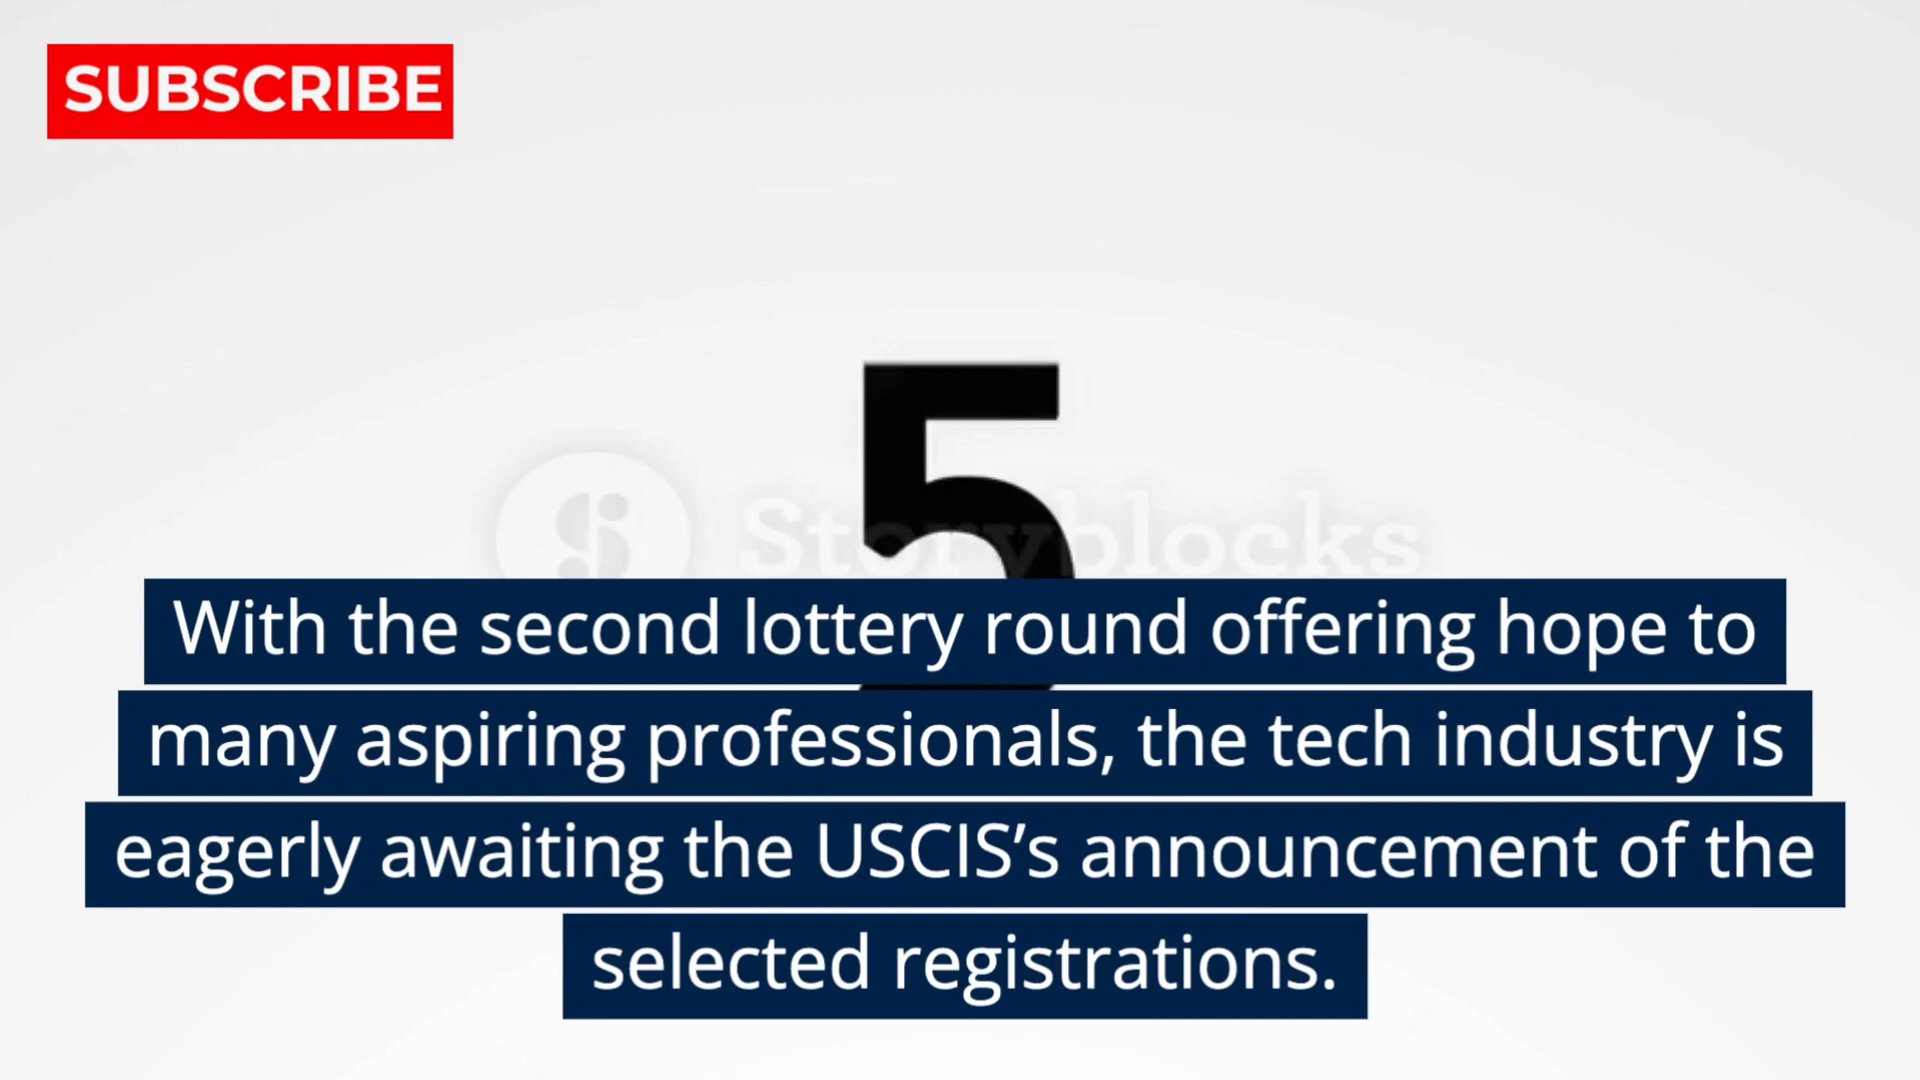 SUBSCRIBE
5
Storyblocks
With the second lottery round offering hope to
many aspiring professionals, the tech industry is
eagerly awaiting the USCIS’s announcement of the
selected registrations.